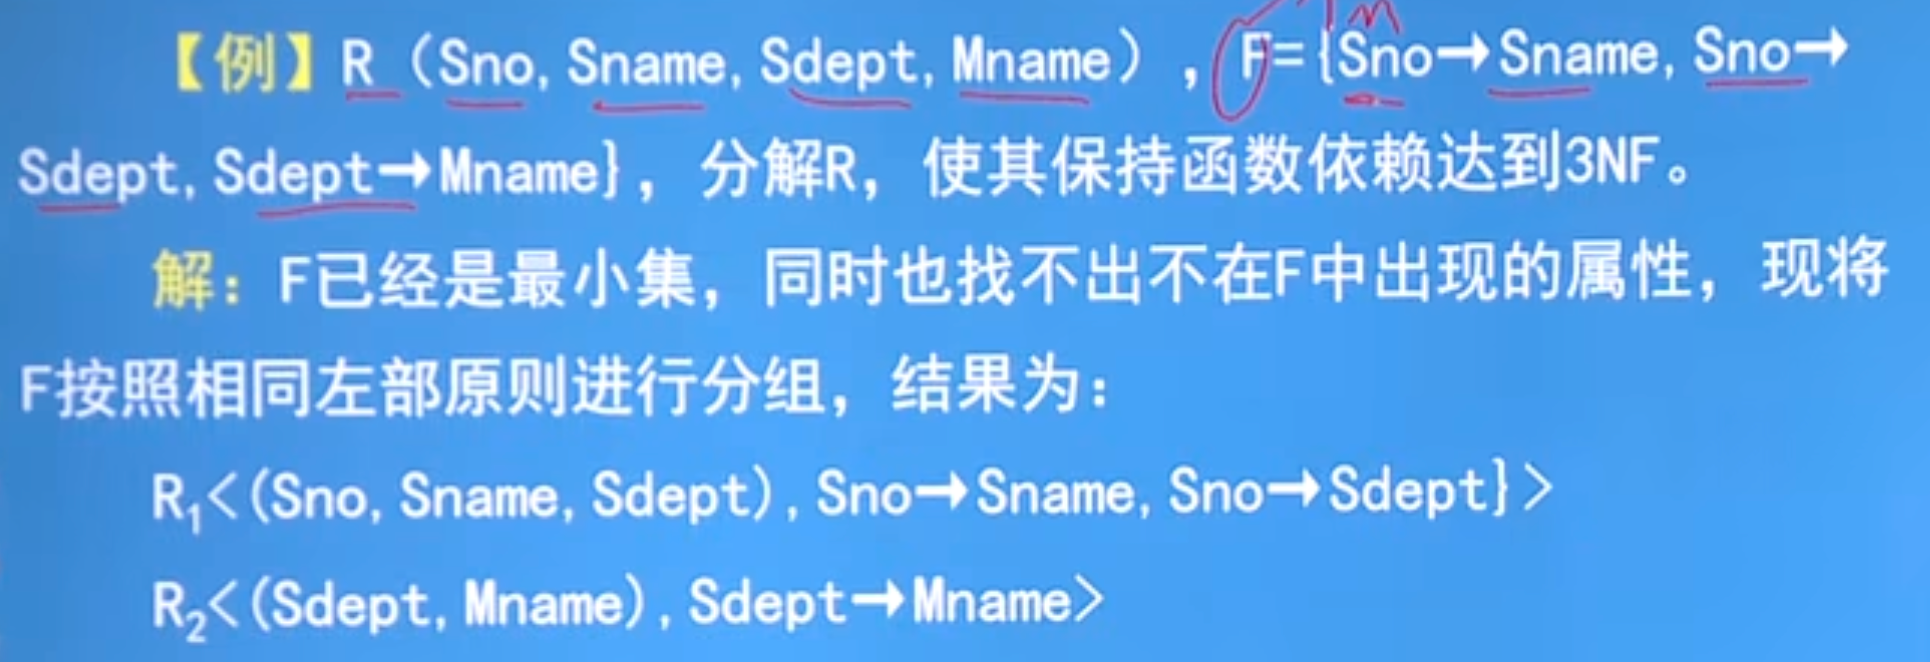 【例】R（Sno, Sname, Sdept, Mname），F={Sno→Sname, Sno→
Sdept, Sdept→Mname}，分解R，使其保持函数依赖达到3NF。
解：F已经是最小集，同时也找不出不在F中出现的属性，现将
F按照相同左部原则进行分组，结果为：
R₁<(Sno, Sname, Sdept), Sno→Sname, Sno→Sdept}>
R₂<(Sdept, Mname), Sdept→Mname>